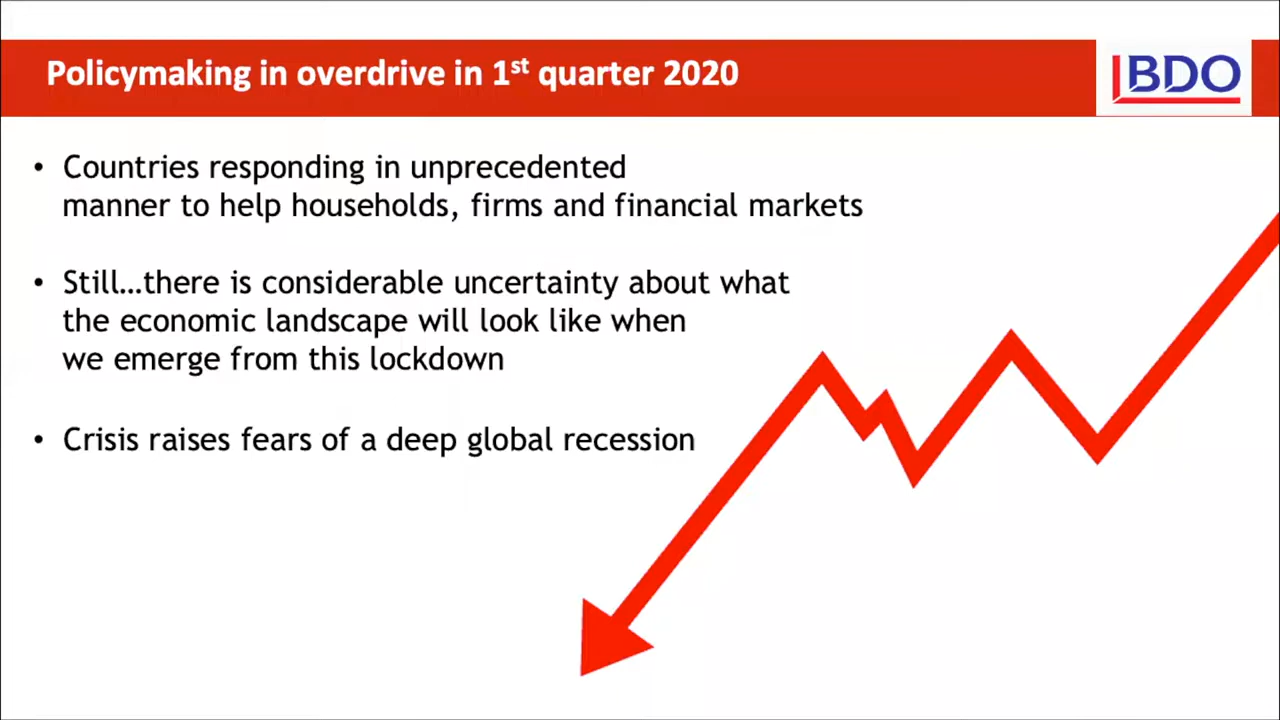 Policymaking in overdrive in 1st quarter 2020
BDO
• Countries responding in unprecedented
manner to help households, firms and financial markets
• Still…there is considerable uncertainty about what
the economic landscape will look like when
we emerge from this lockdown
• Crisis raises fears of a deep global recession